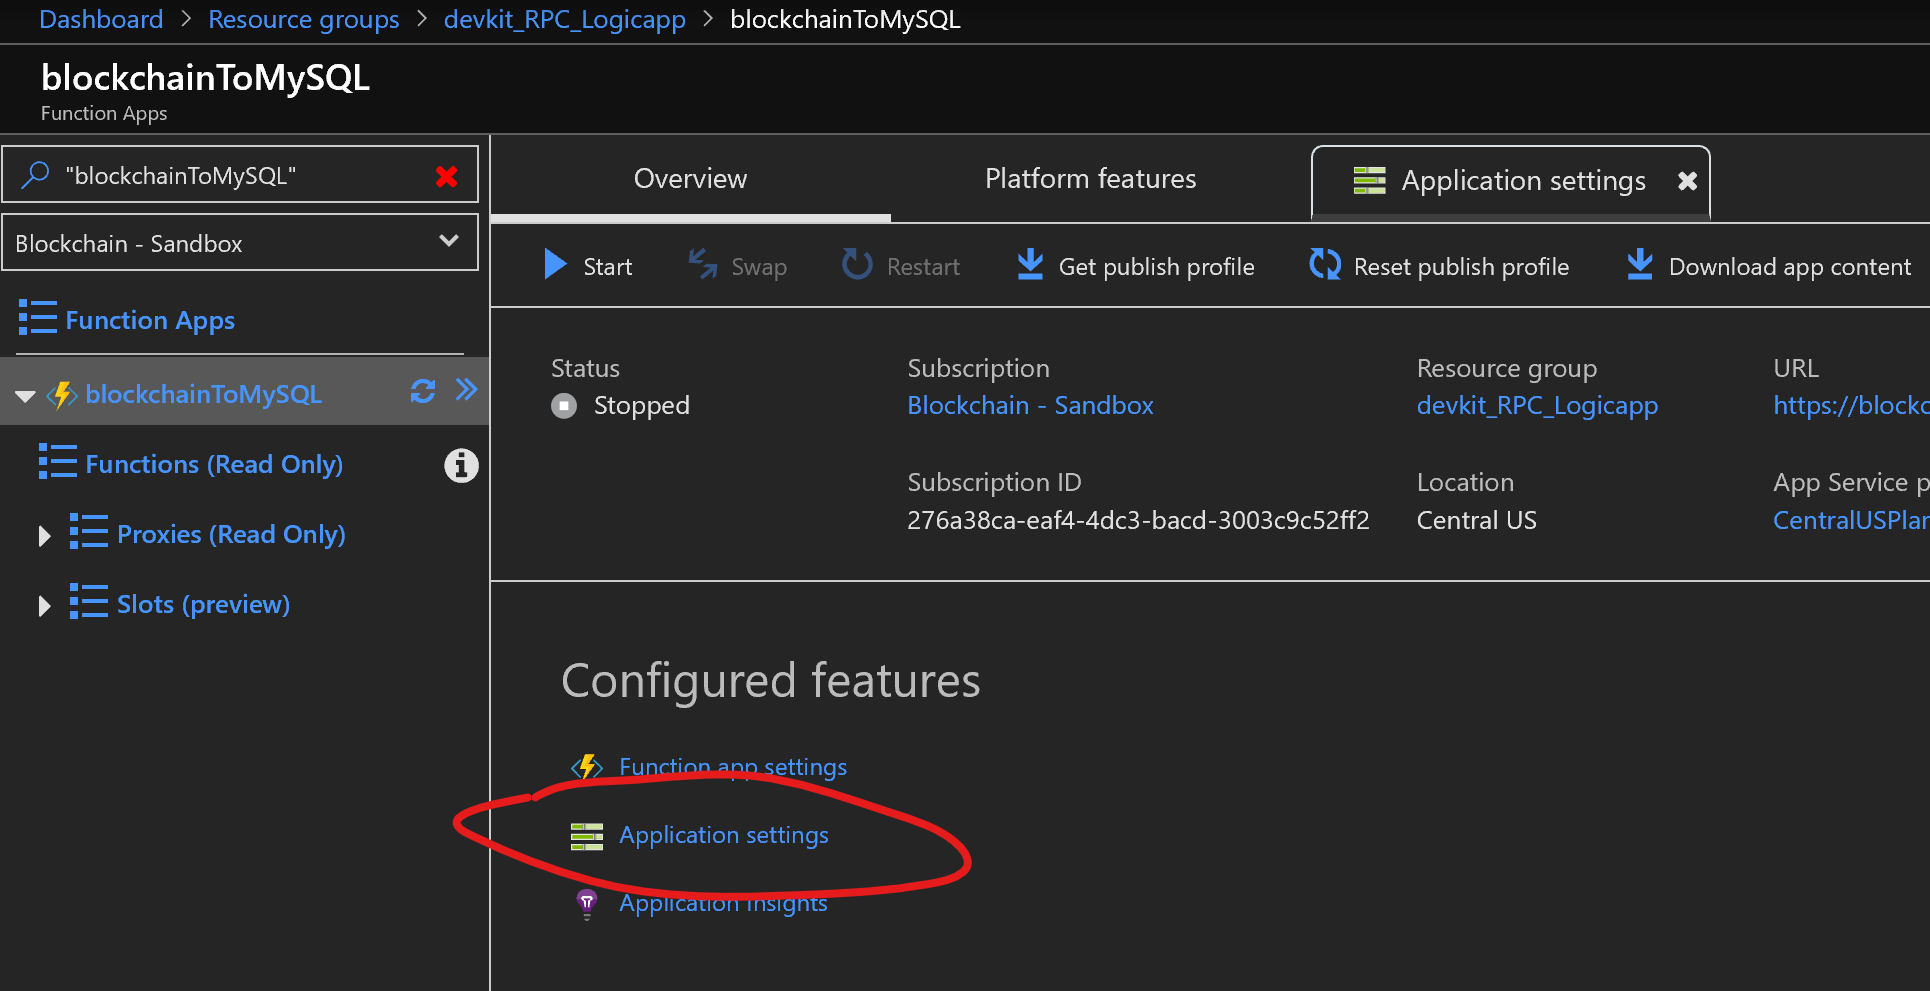 Dashboard > Resource groups > devkit_RPC_Logicapp > blockchainToMySQL
blockchainToMySQL
Function Apps
"blockchainToMySQL"
Blockchain - Sandbox
Function Apps
blockchainToMySQL
Functions (Read Only)
Proxies (Read Only)
Slots (preview)
Overview Platform features Application settings
Start Swap Restart Get publish profile Reset publish profile Download app content
Status Subscription Resource group URL
Stopped Blockchain - Sandbox devkit_RPC_Logicapp https://blockc
Subscription ID Location App Service p
276a38ca-eaf4-4dc3-bacd-3003c9c52ff2 Central US CentralUSPlan
Configured features
Function app settings
Application settings
Application Insights